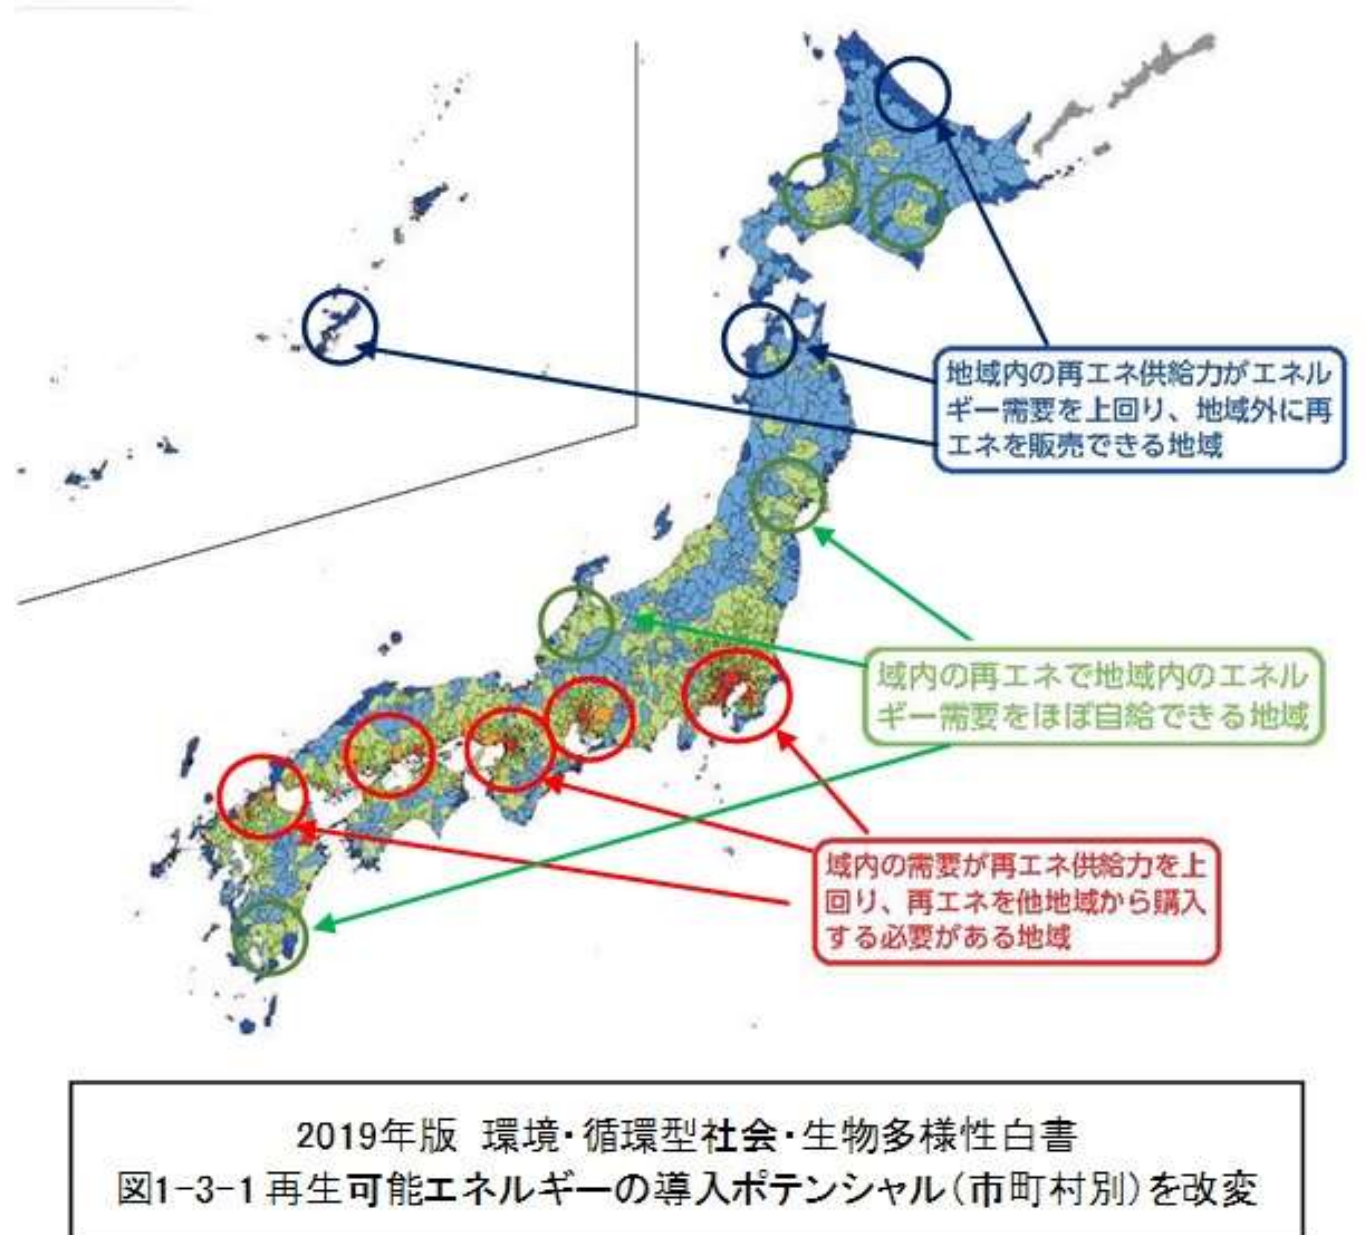 地域内の再エネ供給力がエネル
ギー需要を上回り、地域外に再
エネを販売できる地域
域内の再エネで地域内のエネル
ギー需要をほぼ自給できる地域
域内の需要が再エネ供給力を上
回り、再エネを他地域から購入
する必要がある地域
2019年版 環境・循環型社会・生物多様性白書
図1-3-1 再生可能エネルギーの導入ポテンシャル(市町村別)を改変